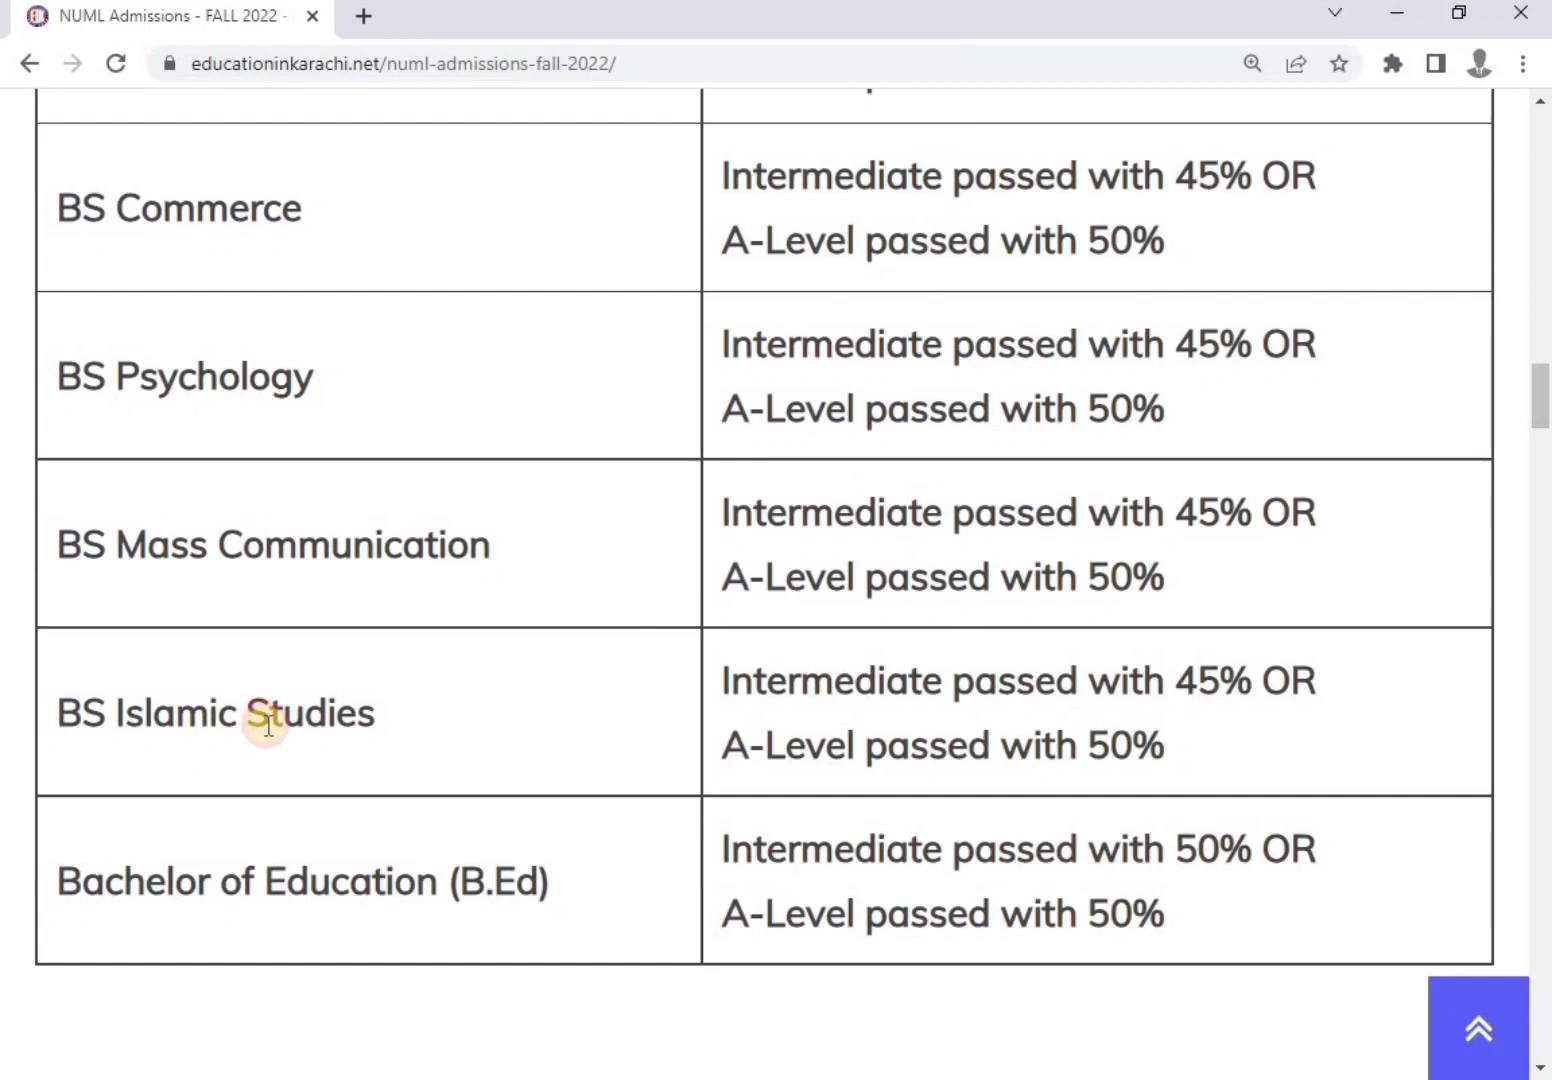 NUML Admissions - FALL 2022 -
educationinkarachi.net/numl-admissions-fall-2022/
BS Commerce
Intermediate passed with 45% OR
A-Level passed with 50%
BS Psychology
Intermediate passed with 45% OR
A-Level passed with 50%
BS Mass Communication
Intermediate passed with 45% OR
A-Level passed with 50%
BS Islamic Studies
Intermediate passed with 45% OR
A-Level passed with 50%
Bachelor of Education (B.Ed)
Intermediate passed with 50% OR
A-Level passed with 50%